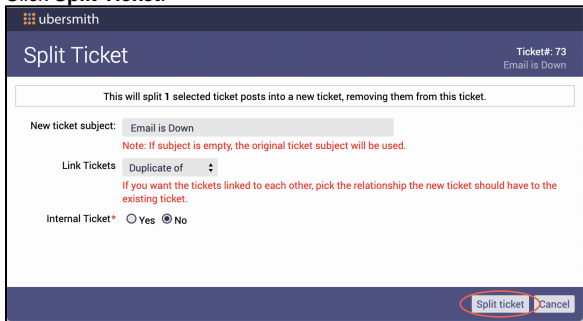 Click Split Ticket.
ubersmith
Split Ticket
Ticket#: 73
Email is Down
This will split 1 selected ticket posts into a new ticket, removing them from this ticket.
New ticket subject: Email is Down
Note: If subject is empty, the original ticket subject will be used.
Link Tickets Duplicate of
If you want the tickets linked to each other, pick the relationship the new ticket should have to the
existing ticket.
Internal Ticket* Yes No
Split ticket Cancel